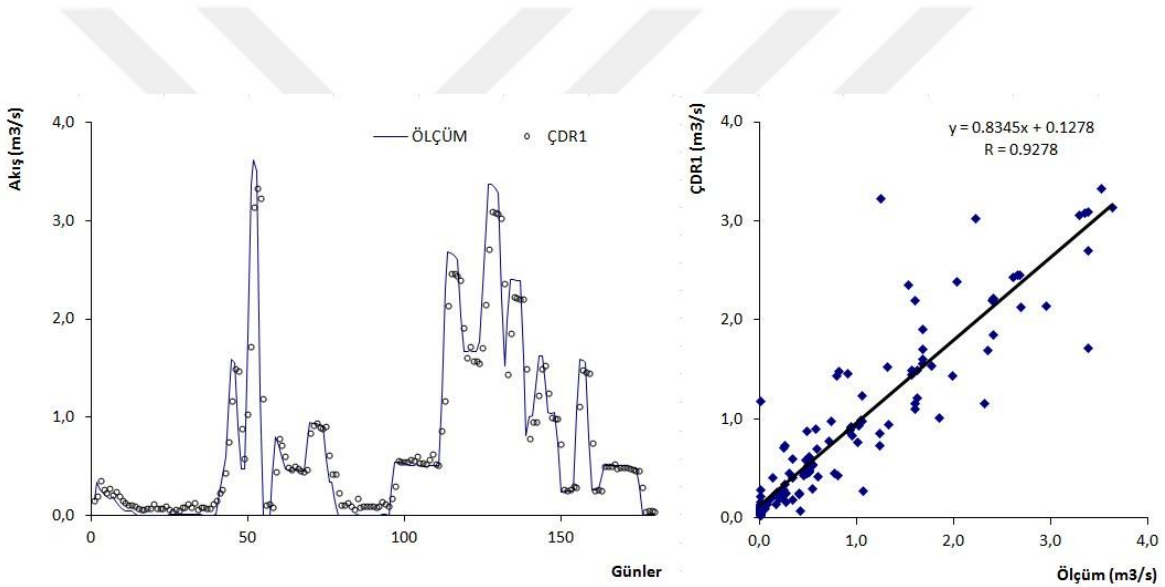 Akış (m3/s)
4,0
3,0
2,0
1,0
0,0
0
50
100
150
Günler
ÖLÇÜM
ÇDR1
ÇDR1 (m3/s)
4,0
3,0
2,0
1,0
0,0
0,0
1,0
2,0
3,0
4,0
Ölçüm (m3/s)
y = 0.8345x + 0.1278
R = 0.9278